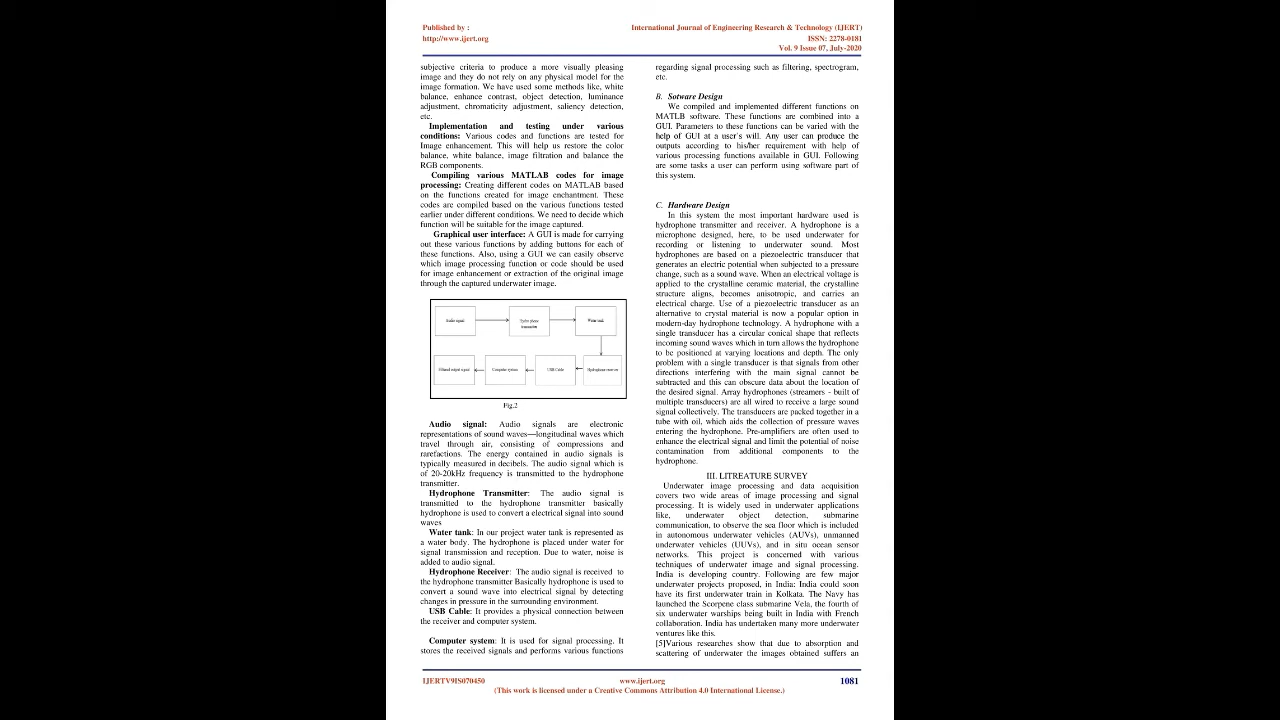 Published by :
http://www.ijert.org
International Journal of Engineering Research & Technology (IJERT)
ISSN: 2278-0181
Vol. 9 Issue 07, July-2020
subjective criteria to produce a more visually pleasing
image and they do not rely on any physical model for the
image formation. We have used some methods like, white
balance, enhance contrast, object detection, luminance
adjustment, chromaticity adjustment, saliency detection,
etc.
Implementation and testing under various
conditions: Various codes and functions are tested for
Image enhancement. This will help us restore the color
balance, white balance, image filtration and balance the
RGB components.
Compiling various MATLAB codes for image
processing: Creating different codes on MATLAB based
on the functions created for image enchantment. These
codes are compiled based on the various functions tested
earlier under different conditions. We need to decide which
function will be suitable for the image captured.
Graphical user interface: A GUI is made for carrying
out these various functions by adding buttons for each of
these functions. Also, using a GUI we can easily observe
which image processing function or code should be used
for image enhancement or extraction of the original image
through the captured underwater image.
Audio signal
Hydro phone
transmitter
Water tank
Filtered output signal
Computer system
USB Cable
Hydrophone receiver
Fig.2
Audio signal: Audio signals are electronic
representations of sound waves—longitudinal waves which
travel through air, consisting of compressions and
rarefactions. The energy contained in audio signals is
typically measured in decibels. The audio signal which is
of 20-20kHz frequency is transmitted to the hydrophone
transmitter.
Hydrophone Transmitter: The audio signal is
transmitted to the hydrophone transmitter basically
hydrophone is used to convert a electrical signal into sound
waves
Water tank: In our project water tank is represented as
a water body. The hydrophone is placed under water for
signal transmission and reception. Due to water, noise is
added to audio signal.
Hydrophone Receiver: The audio signal is received to
the hydrophone transmitter Basically hydrophone is used to
convert a sound wave into electrical signal by detecting
changes in pressure in the surrounding environment.
USB Cable: It provides a physical connection between
the receiver and computer system.
Computer system: It is used for signal processing. It
stores the received signals and performs various functions
regarding signal processing such as filtering, spectrogram,
etc.
B. Sotware Design
We compiled and implemented different functions on
MATLB software. These functions are combined into a
GUI. Parameters to these functions can be varied with the
help of GUI at a user's will. Any user can produce the
outputs according to his/her requirement with help of
various processing functions available in GUI. Following
are some tasks a user can perform using software part of
this system.
C. Hardware Design
In this system the most important hardware used is
hydrophone transmitter and receiver. A hydrophone is a
microphone designed, here, to be used underwater for
recording or listening to underwater sound. Most
hydrophones are based on a piezoelectric transducer that
generates an electric potential when subjected to a pressure
change, such as a sound wave. When an electrical voltage is
applied to the crystalline ceramic material, the crystalline
structure aligns, becomes anisotropic, and carries an
electrical charge. Use of a piezoelectric transducer as an
alternative to crystal material is now a popular option in
modern-day hydrophone technology. A hydrophone with a
single transducer has a circular conical shape that reflects
incoming sound waves which in turn allows the hydrophone
to be positioned at varying locations and depth. The only
problem with a single transducer is that signals from other
directions interfering with the main signal cannot be
subtracted and this can obscure data about the location of
the desired signal. Array hydrophones (streamers - built of
multiple transducers) are all wired to receive a large sound
signal collectively. The transducers are packed together in a
tube with oil, which aids the collection of pressure waves
entering the hydrophone. Pre-amplifiers are often used to
enhance the electrical signal and limit the potential of noise
contamination from additional components to the
hydrophone.
III. LITREATURE SURVEY
Underwater image processing and data acquisition
covers two wide areas of image processing and signal
processing. It is widely used in underwater applications
like, underwater object detection, submarine
communication, to observe the sea floor which is included
in autonomous underwater vehicles (AUVs), unmanned
underwater vehicles (UUVs), and in situ ocean sensor
networks. This project is concerned with various
techniques of underwater image and signal processing.
India is developing country. Following are few major
underwater projects proposed, in India: India could soon
have its first underwater train in Kolkata. The Navy has
launched the Scorpene class submarine Vela, the fourth of
six underwater warships being built in India with French
collaboration. India has undertaken many more underwater
ventures like this.
[5]Various researches show that due to absorption and
scattering of underwater the images obtained suffers an
IJERTV9IS070450
www.ijert.org
1081
(This work is licensed under a Creative Commons Attribution 4.0 International License.)